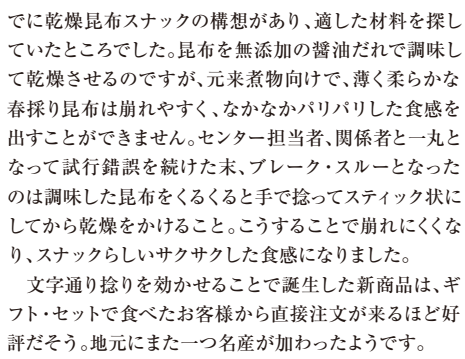 でに乾燥昆布スナックの構想があり、適した材料を探し
ていたところでした。昆布を無添加の醤油だれで調味し
て乾燥させるのですが、元来煮物向けで、薄く柔らかな
春採り昆布は崩れやすく、なかなかパリパリした食感を
出すことができません。センター担当者、関係者と一丸と
なって試行錯誤を続けた末、ブレーク・スルーとなった
のは調味した昆布をくるくると手で捻ってスティック状に
してから乾燥をかけること。こうすることで崩れにくくな
り、スナックらしいサクサクした食感になりました。
　文字通り捻りを効かせることで誕生した新商品は、ギ
フト・セットで食べたお客様から直接注文が来るほど好
評だそう。地元にまた一つ名産が加わったようです。